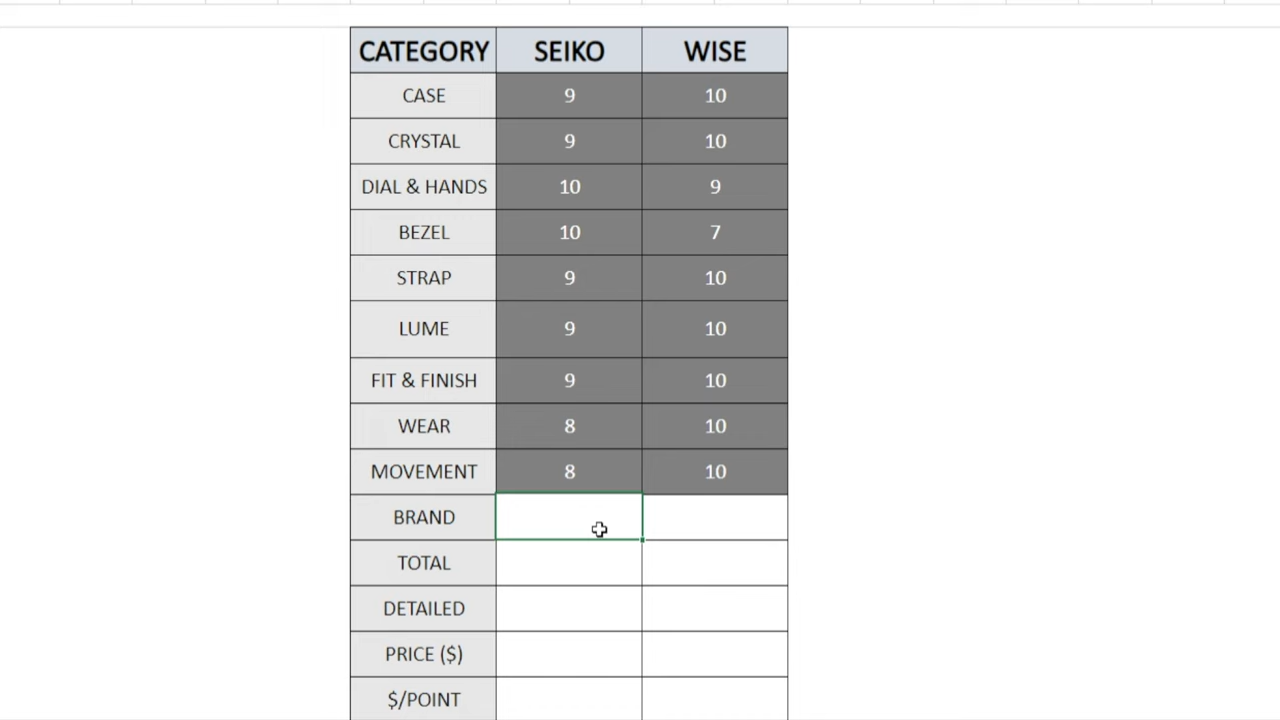 CATEGORY SEIKO WISE
CASE 9 10
CRYSTAL 9 10
DIAL & HANDS 10 9
BEZEL 10 7
STRAP 9 10
LUME 9 10
FIT & FINISH 9 10
WEAR 8 10
MOVEMENT 8 10
BRAND
TOTAL
DETAILED
PRICE ($)
$/POINT